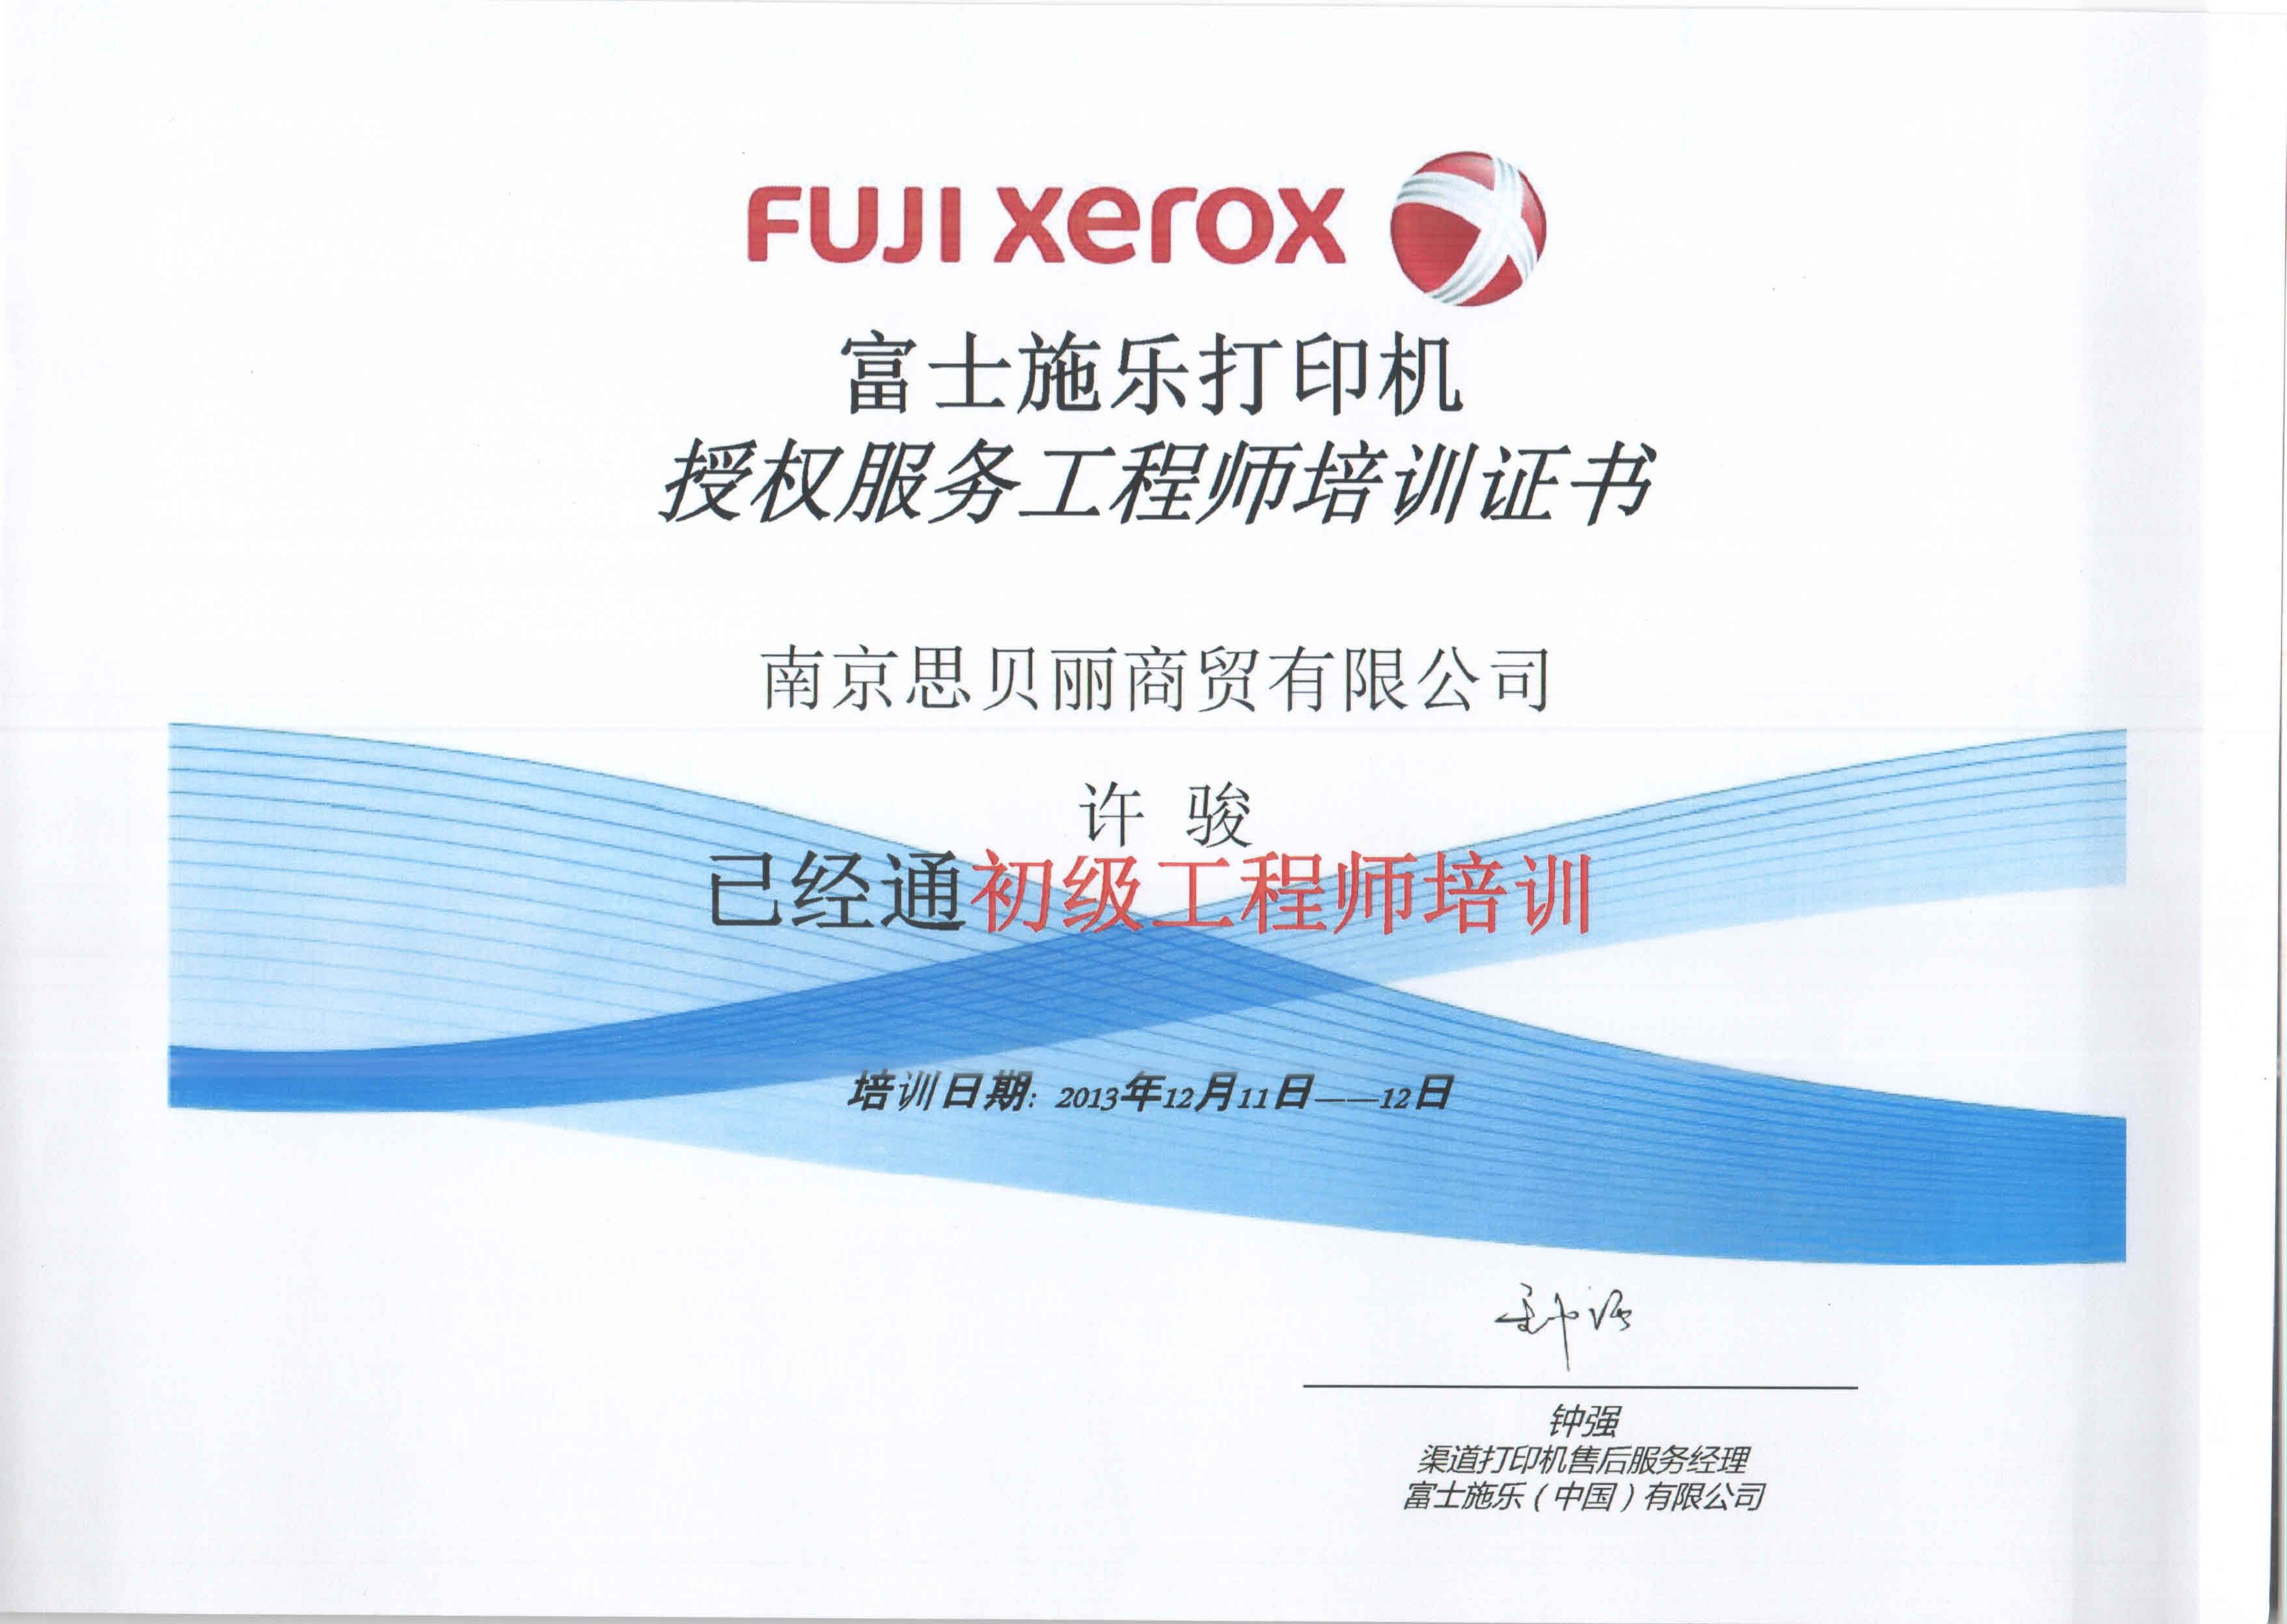 FUJI xerox
富士施乐打印机
授权服务工程师培训证书
南京思贝丽商贸有限公司
许 骏
已经通初级工程师培训
培训日期：2013年12月11日——12日
钟强
渠道打印机售后服务经理
富士施乐（中国）有限公司